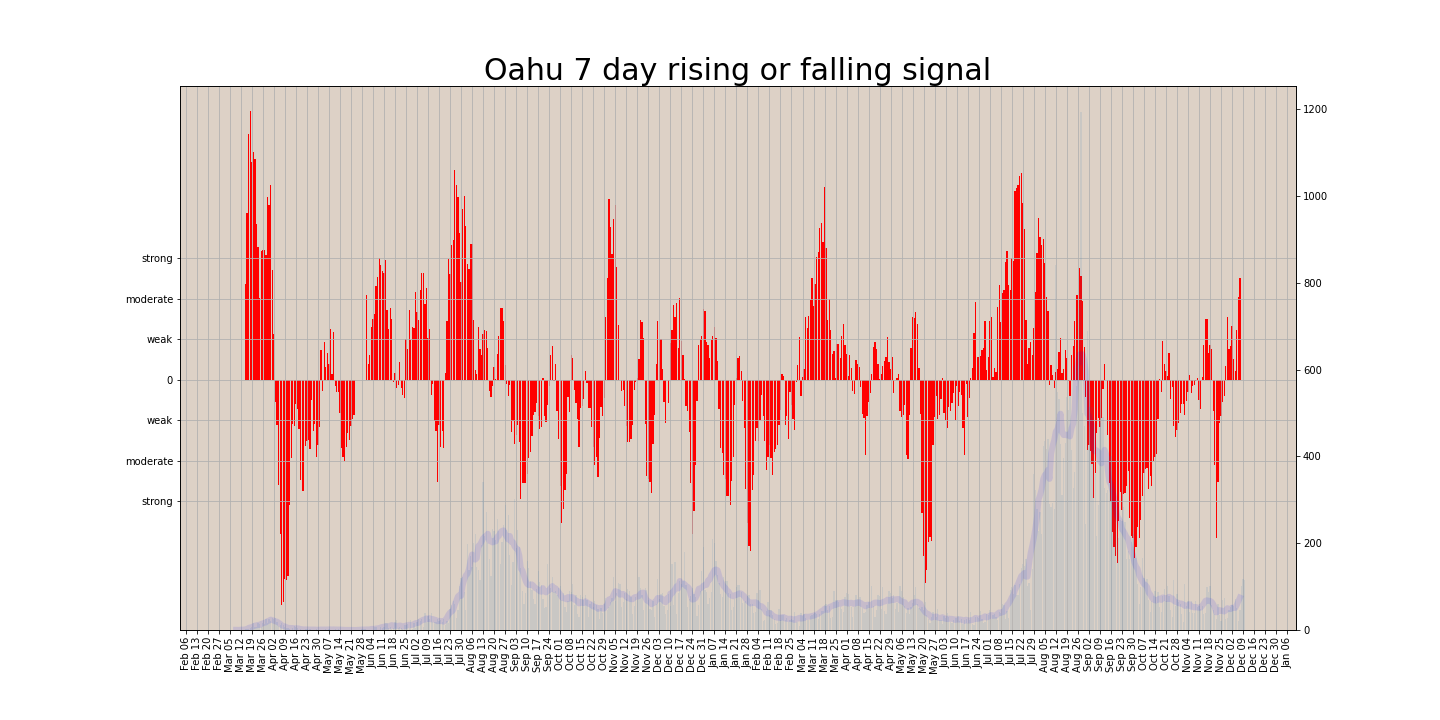 Oahu 7 day rising or falling signal
strong
moderate
weak
0
weak
moderate
strong
1200
1000
800
600
400
200
0
Feb 06
Feb 13
Feb 20
Feb 27
Mar 05
Mar 12
Mar 19
Mar 26
Apr 02
Apr 09
Apr 16
Apr 23
Apr 30
May 07
May 14
May 21
May 28
Jun 04
Jun 11
Jun 18
Jun 25
Jul 02
Jul 09
Jul 16
Jul 23
Jul 30
Aug 06
Aug 13
Aug 20
Aug 27
Sep 03
Sep 10
Sep 17
Sep 24
Oct 01
Oct 08
Oct 15
Oct 22
Oct 29
Nov 05
Nov 12
Nov 19
Nov 26
Dec 03
Dec 10
Dec 17
Dec 24
Dec 31
Jan 07
Jan 14
Jan 21
Jan 28
Feb 04
Feb 11
Feb 18
Feb 25
Mar 04
Mar 11
Mar 18
Mar 25
Apr 01
Apr 08
Apr 15
Apr 22
Apr 29
May 06
May 13
May 20
May 27
Jun 03
Jun 10
Jun 17
Jun 24
Jul 01
Jul 08
Jul 15
Jul 22
Jul 29
Aug 05
Aug 12
Aug 19
Aug 26
Sep 02
Sep 09
Sep 16
Sep 23
Sep 30
Oct 07
Oct 14
Oct 21
Oct 28
Nov 04
Nov 11
Nov 18
Nov 25
Dec 02
Dec 09
Dec 16
Dec 23
Dec 30
Jan 06